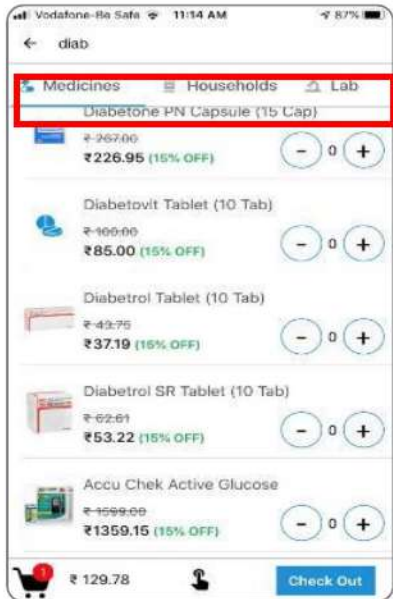 Vodafone-Be Safe 11:14 AM 87%
diab
Medicines Households Lab
Diabetone PN Capsule (15 Cap)
₹ 267.00
₹226.95 (15% OFF)
- 0 +
Diabetovit Tablet (10 Tab)
₹ 100.00
₹85.00 (15% OFF)
- 0 +
Diabetrol Tablet (10 Tab)
₹ 43.75
₹37.19 (15% OFF)
- 0 +
Diabetrol SR Tablet (10 Tab)
₹ 62.61
₹53.22 (15% OFF)
- 0 +
Accu Chek Active Glucose
₹ 1599.00
₹1359.15 (15% OFF)
- 0 +
1 ₹ 129.78 Check Out